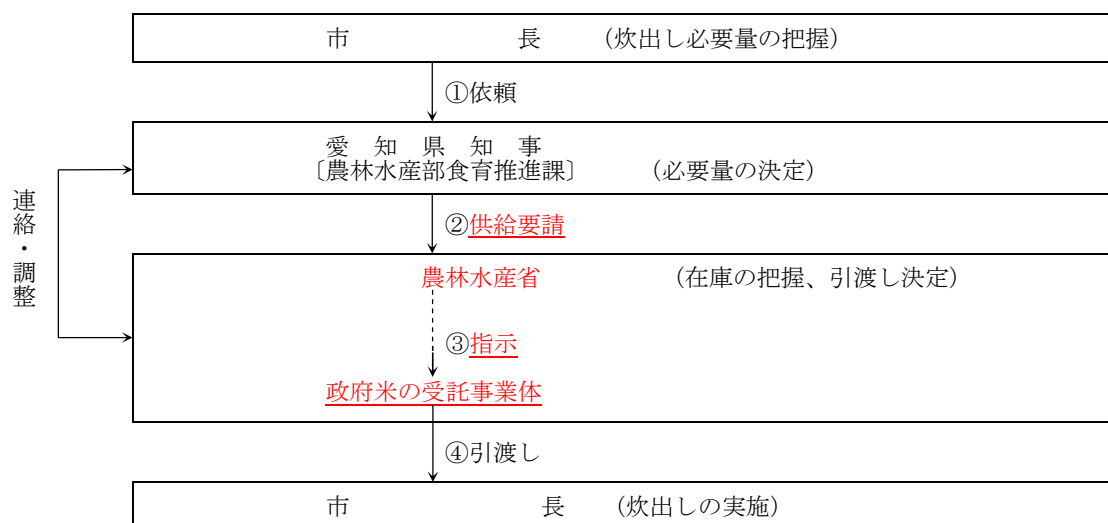 市長（炊出し必要量の把握）
①依頼
愛知県知事
〔農林水産部食育推進課〕（必要量の決定）
連絡・調整
②供給要請
農林水産省（在庫の把握、引渡し決定）
③指示
政府米の受託事業体
④引渡し
市長（炊出しの実施）